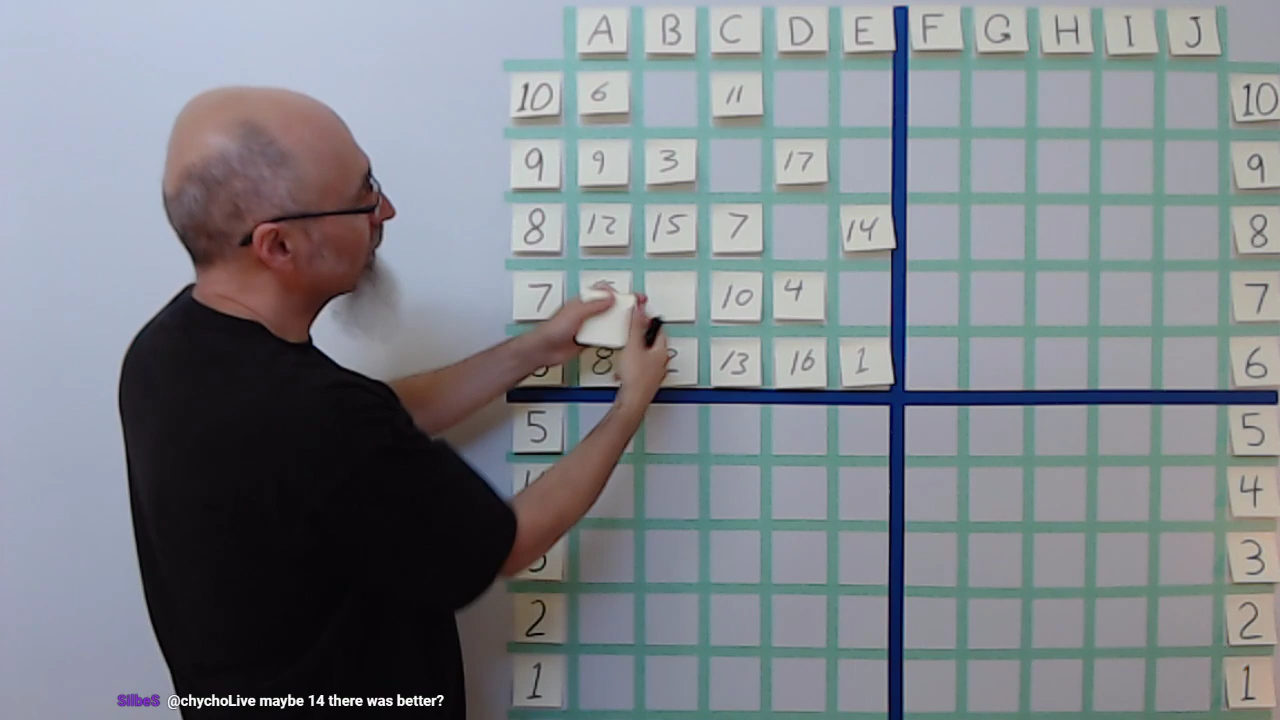 A B C D E F G H I J
10 6 11 10
9 9 3 17 9
8 12 15 7 14 8
7 10 4 7
8 13 16 1 6
5 5
4
3
2 2
1 1
SilbeS @chychoLive maybe 14 there was better?